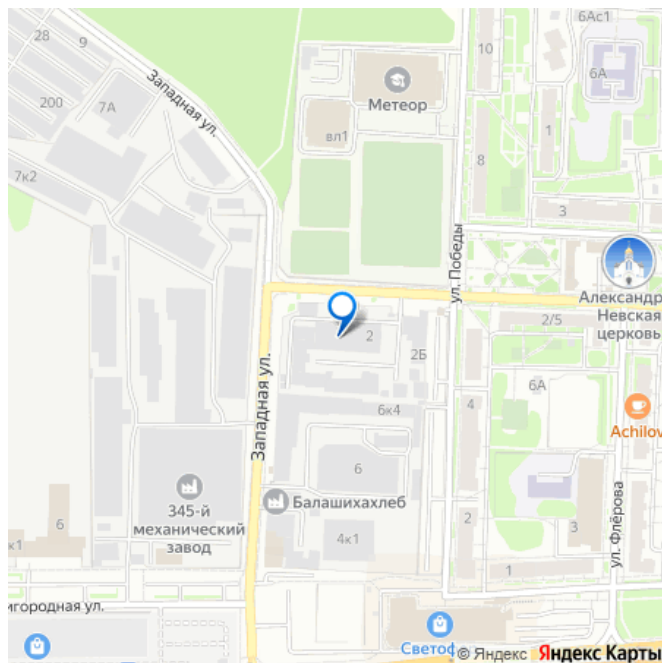 28
9
6Ас1
10
6А
200
7А
Западная ул.
Метеор
вл1
1
8
7к2
3
ул. Победы
Александр
Невская
церковь
2
2/5
2Б
Западная ул.
6А
6к4
4
Achilov
6
345-й
механический
завод
Балашихахлеб
6
к1
4к1
2
3
ул. Флёрова
1
игородная ул.
Светоф
© Яндекс Яндекс Карты